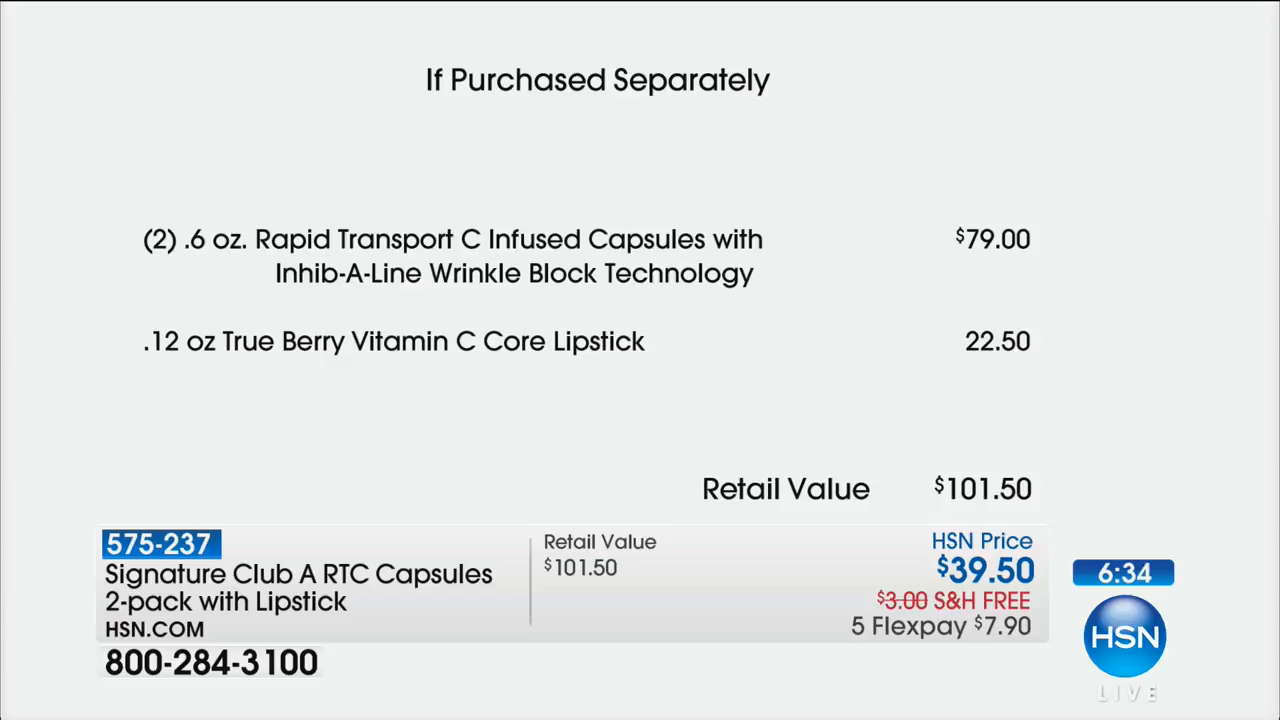 If Purchased Separately
(2) .6 oz. Rapid Transport C Infused Capsules with $79.00
Inhib-A-Line Wrinkle Block Technology
.12 oz True Berry Vitamin C Core Lipstick 22.50
Retail Value $101.50
575-237
Signature Club A RTC Capsules
2-pack with Lipstick
HSN.COM
800-284-3100
Retail Value
$101.50
HSN Price
$39.50
$3.00 S&H FREE
5 Flexpay $7.90
6:34
HSN
LIVE